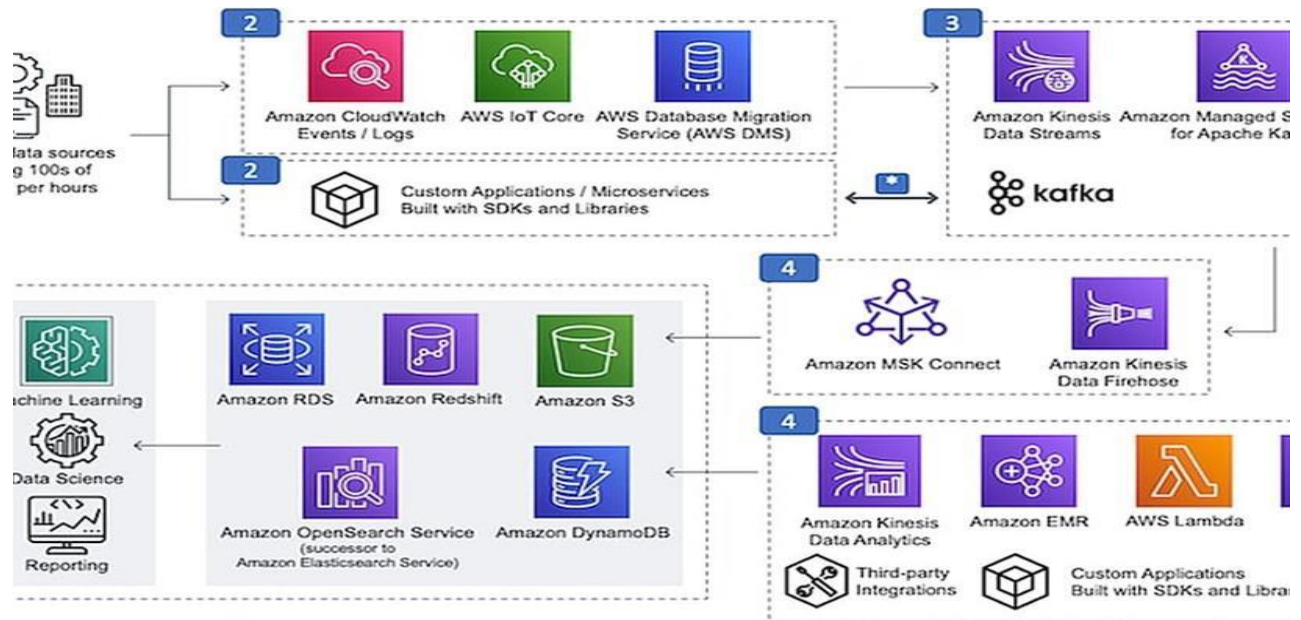 2
Amazon CloudWatch
Events / Logs
AWS IoT Core
AWS Database Migration
Service (AWS DMS)
3
Amazon Kinesis
Data Streams
Amazon Managed S
for Apache Ka
kafka
data sources
g 100s of
per hours
2
Custom Applications / Microservices
Built with SDKs and Libraries
*
4
Amazon MSK Connect
Amazon Kinesis
Data Firehose
Amazon RDS
Amazon Redshift
Amazon S3
Amazon OpenSearch Service
(successor to
Amazon Elasticsearch Service)
Amazon DynamoDB
achine Learning
Data Science
Reporting
4
Amazon Kinesis
Data Analytics
Amazon EMR
AWS Lambda
Third-party
Integrations
Custom Applications
Built with SDKs and Librar